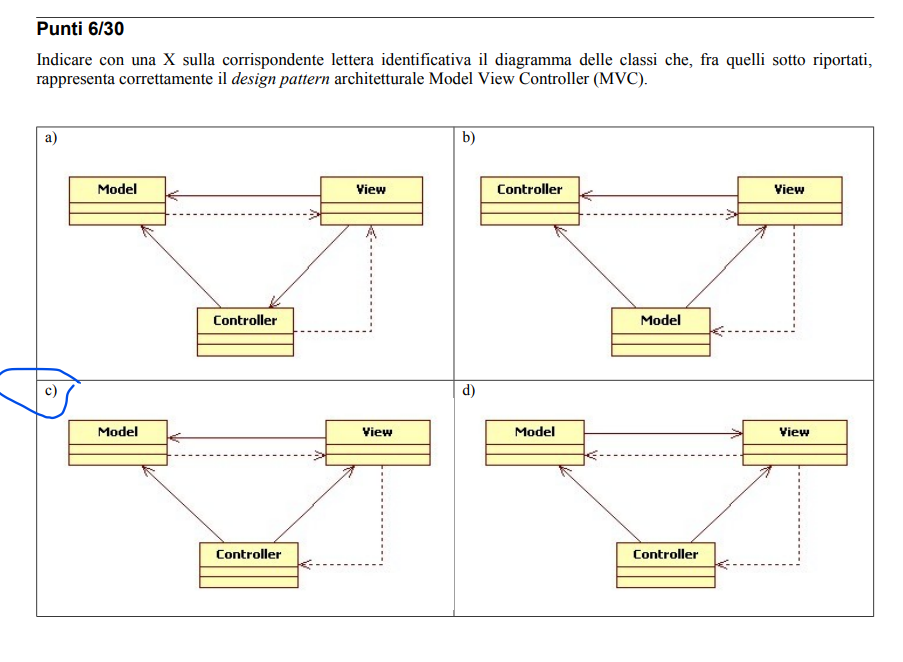 Punti 6/30
Indicare con una X sulla corrispondente lettera identificativa il diagramma delle classi che, fra quelli sotto riportati,
rappresenta correttamente il design pattern architetturale Model View Controller (MVC).
a)
Model
View
Controller
b)
Controller
View
Model
c)
Model
View
Controller
d)
Model
View
Controller